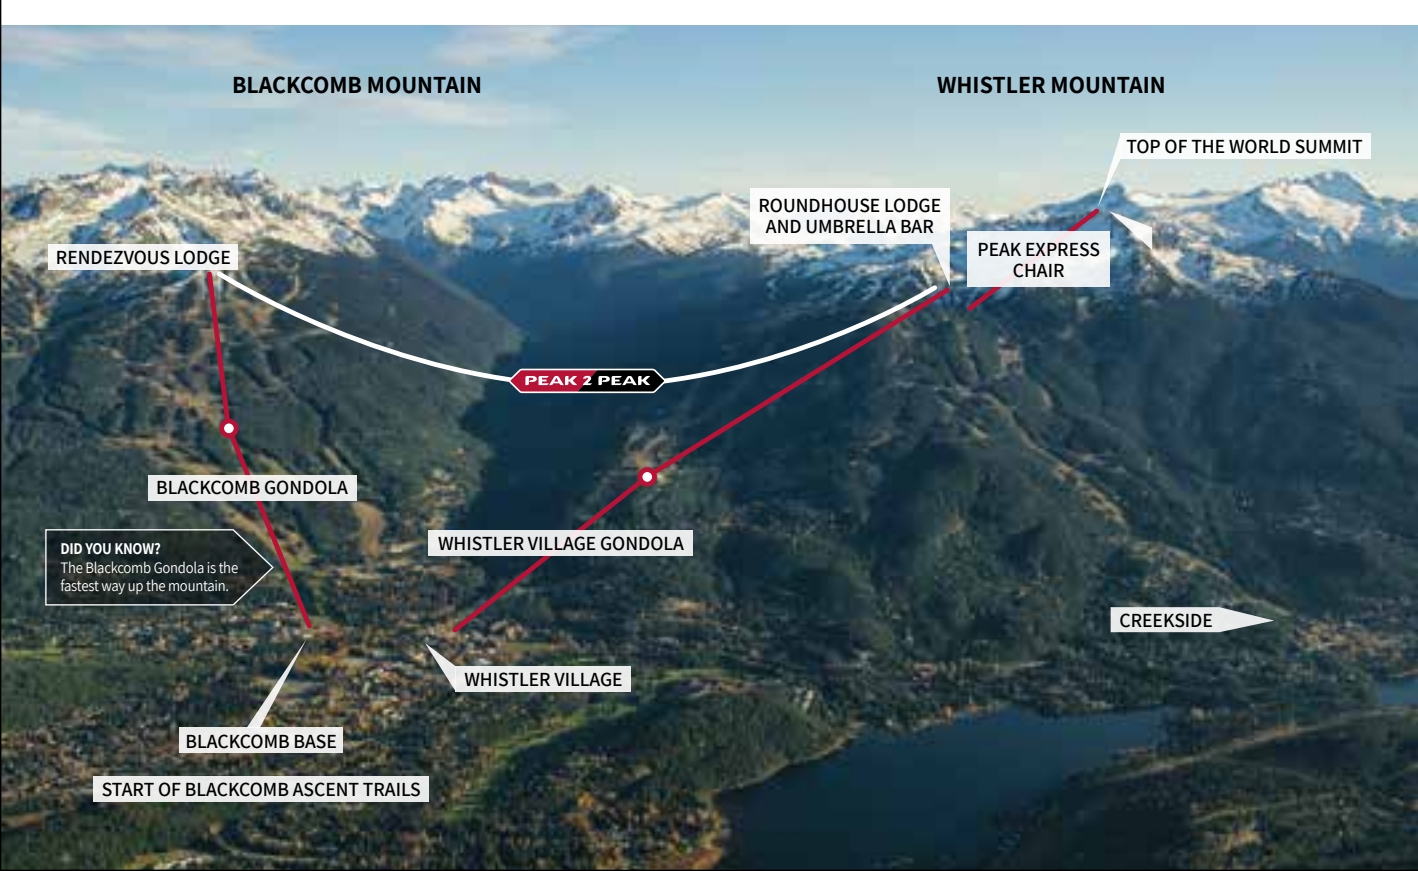 BLACKCOMB MOUNTAIN
WHISTLER MOUNTAIN
TOP OF THE WORLD SUMMIT
ROUNDHOUSE LODGE
AND UMBRELLA BAR
PEAK EXPRESS
CHAIR
RENDEZVOUS LODGE
PEAK 2 PEAK
BLACKCOMB GONDOLA
WHISTLER VILLAGE GONDOLA
DID YOU KNOW?
The Blackcomb Gondola is the
fastest way up the mountain.
CREEKSIDE
WHISTLER VILLAGE
BLACKCOMB BASE
START OF BLACKCOMB ASCENT TRAILS